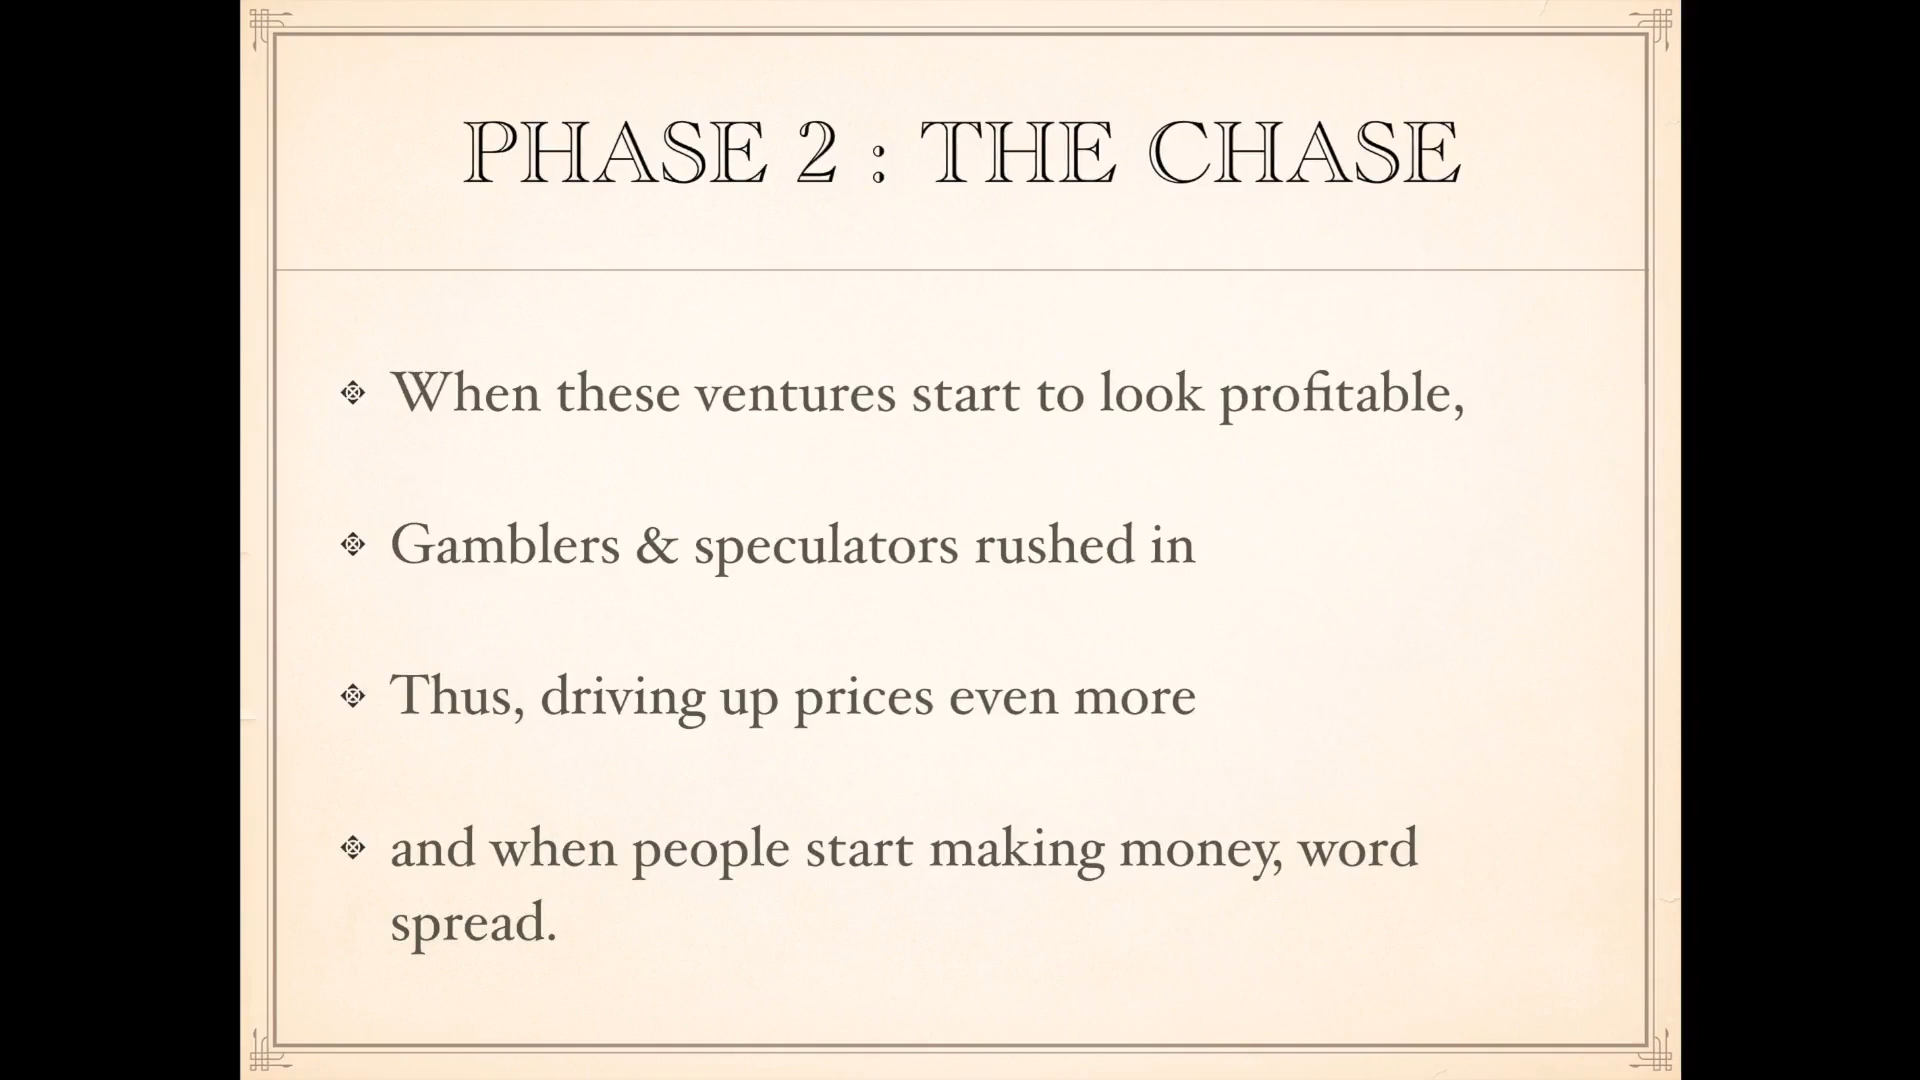 PHASE 2 : THE CHASE
When these ventures start to look profitable,
Gamblers & speculators rushed in
Thus, driving up prices even more
and when people start making money, word
spread.